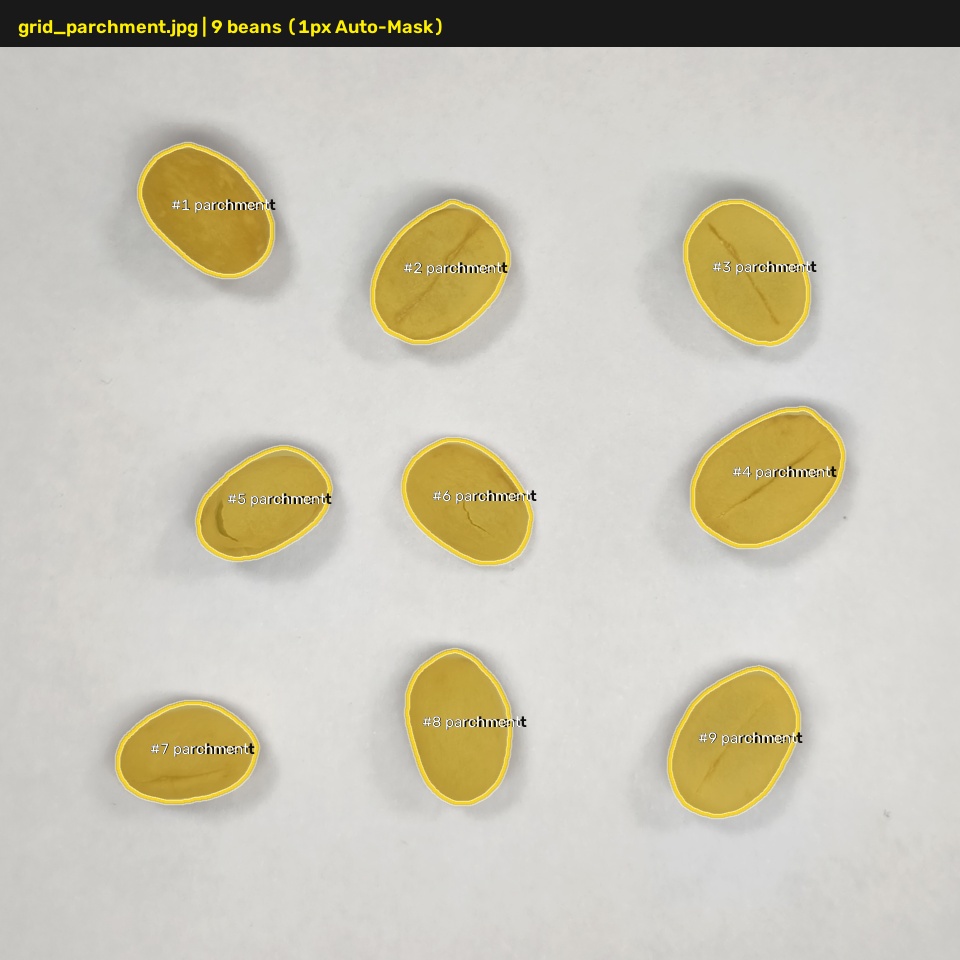 grid_parchment.jpg | 9 beans (1px Auto-Mask)
#1 parchment
#2 parchment
#3 parchment
#4 parchment
#5 parchment
#6 parchment
#7 parchment
#8 parchment
#9 parchment